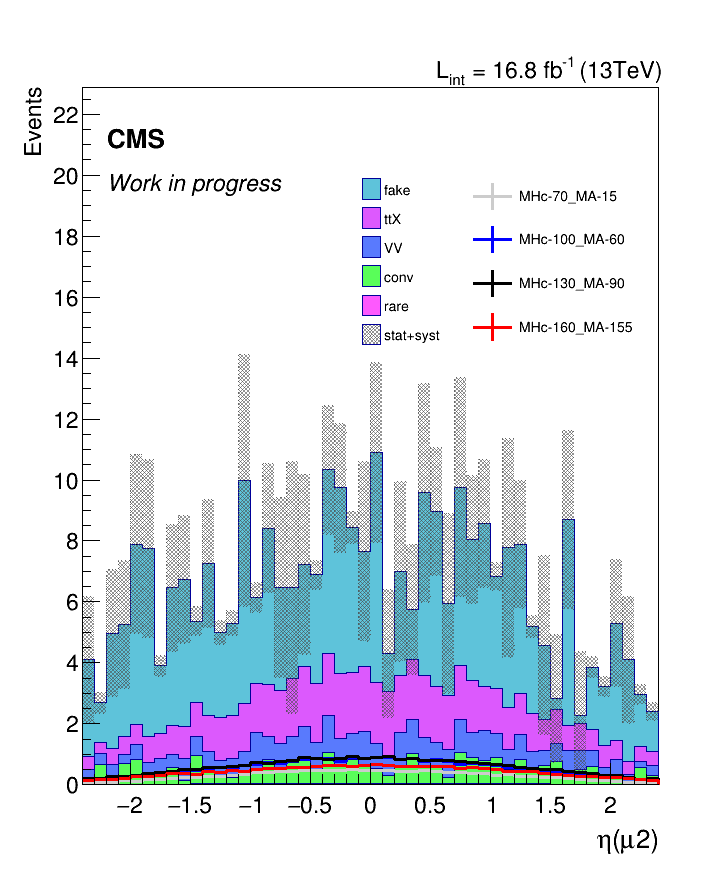 L_int = 16.8 fb^-1 (13TeV)
Events
CMS
Work in progress
fake
ttX
VV
conv
rare
stat+syst
MHc-70_MA-15
MHc-100_MA-60
MHc-130_MA-90
MHc-160_MA-155
22
20
18
16
14
12
10
8
6
4
2
0
−2 −1.5 −1 −0.5 0 0.5 1 1.5 2
η(μ2)